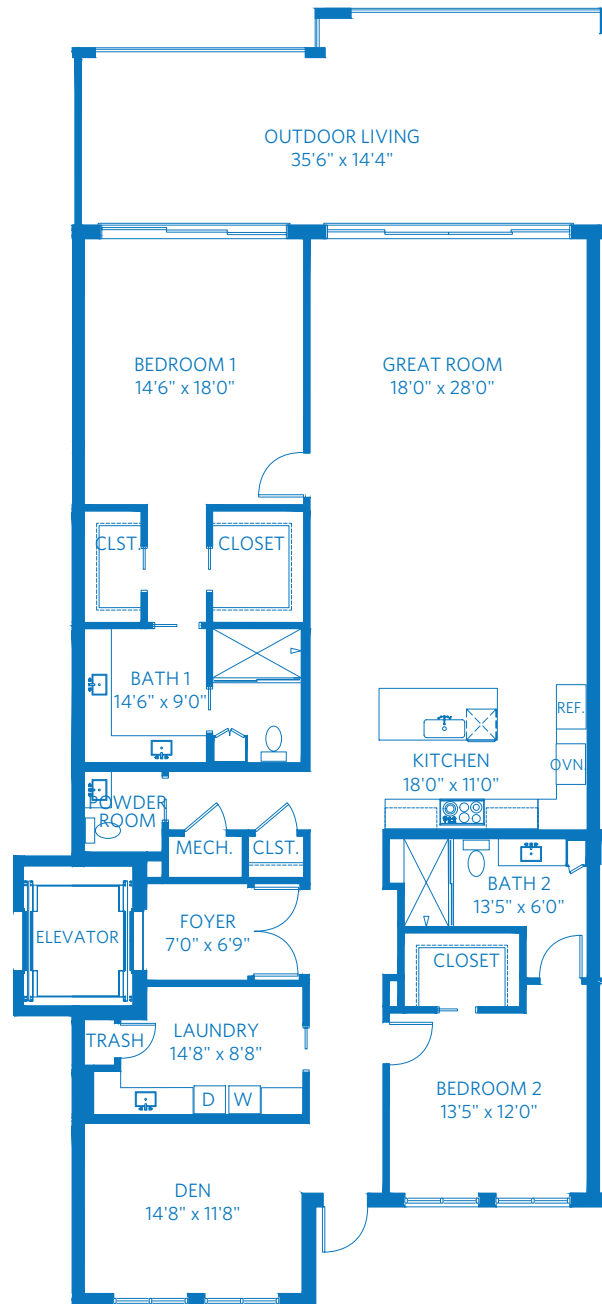 OUTDOOR LIVING
35'6" x 14'4"
BEDROOM 1
14'6" x 18'0"
GREAT ROOM
18'0" x 28'0"
CLST.
CLOSET
BATH 1
14'6" x 9'0"
REF.
KITCHEN
18'0" x 11'0"
OVN.
POWDER
ROOM
MECH.
CLST.
BATH 2
13'5" x 6'0"
FOYER
7'0" x 6'9"
ELEVATOR
CLOSET
LAUNDRY
14'8" x 8'8"
TRASH
D
W
BEDROOM 2
13'5" x 12'0"
DEN
14'8" x 11'8"